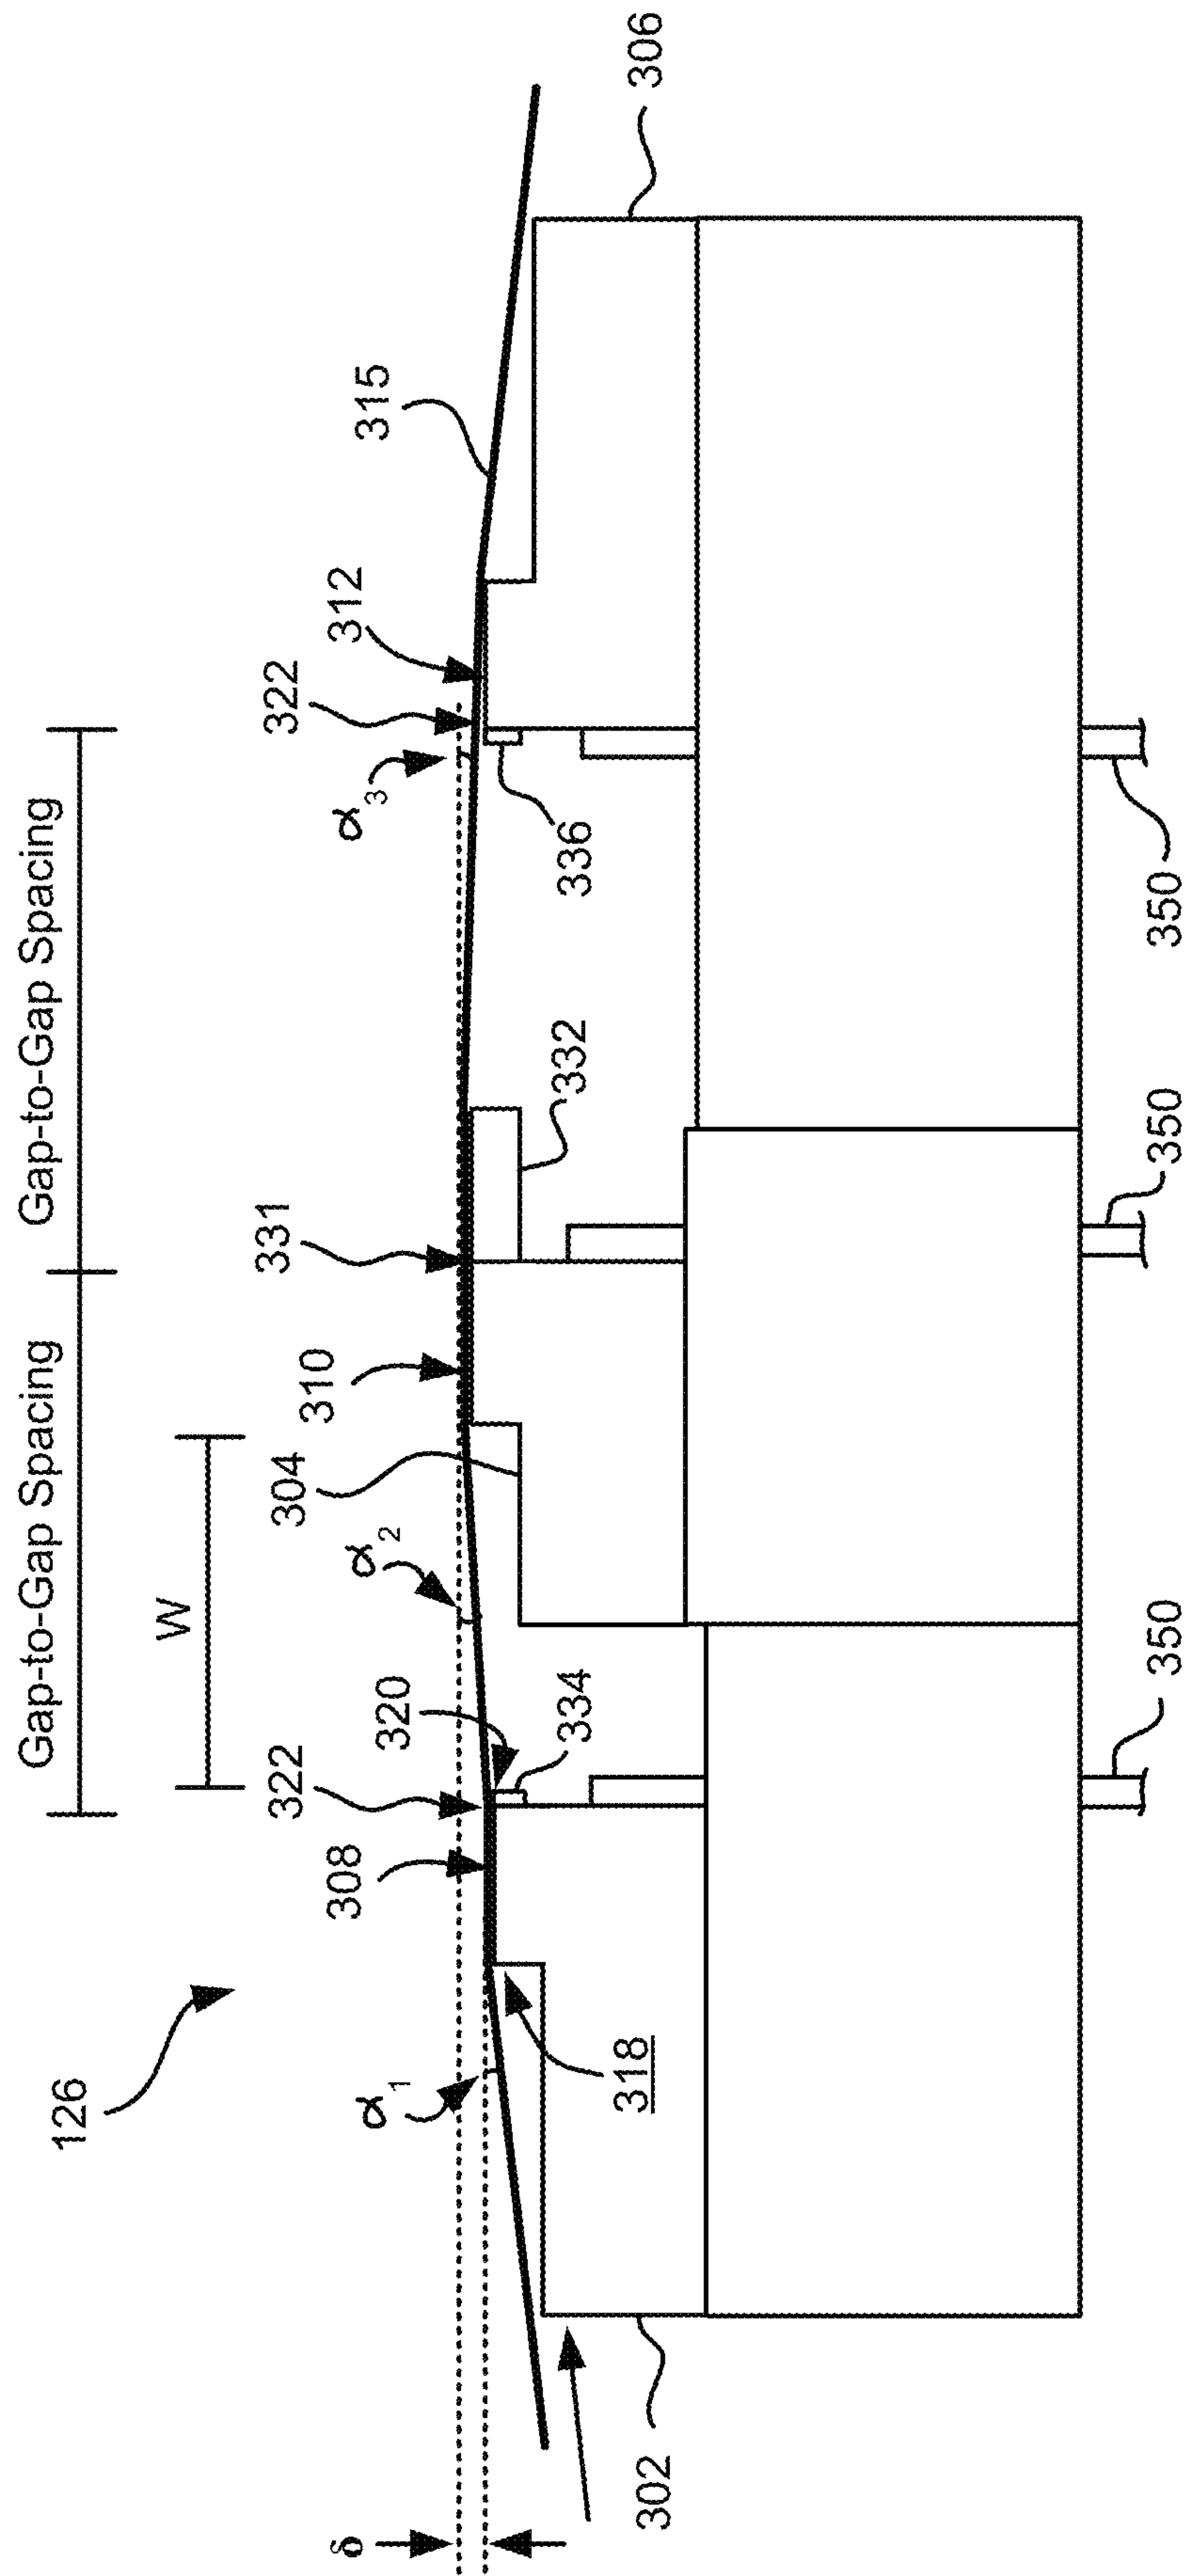 Gap-to-Gap Spacing
Gap-to-Gap Spacing
W
126
δ
α1
308
322
320
334
α2
304
310
331
332
α3
322
312
315
336
306
318
302
350
350
350